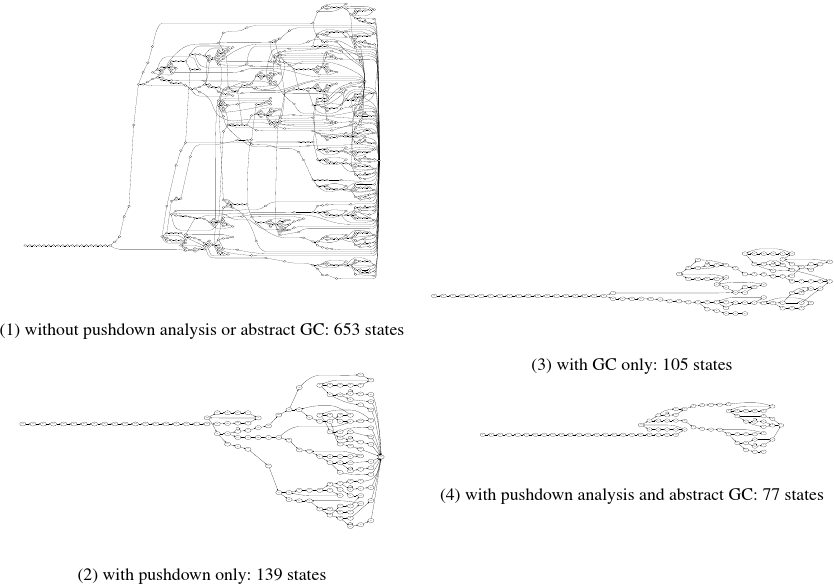 (1) without pushdown analysis or abstract GC: 653 states
(3) with GC only: 105 states
(4) with pushdown analysis and abstract GC: 77 states
(2) with pushdown only: 139 states